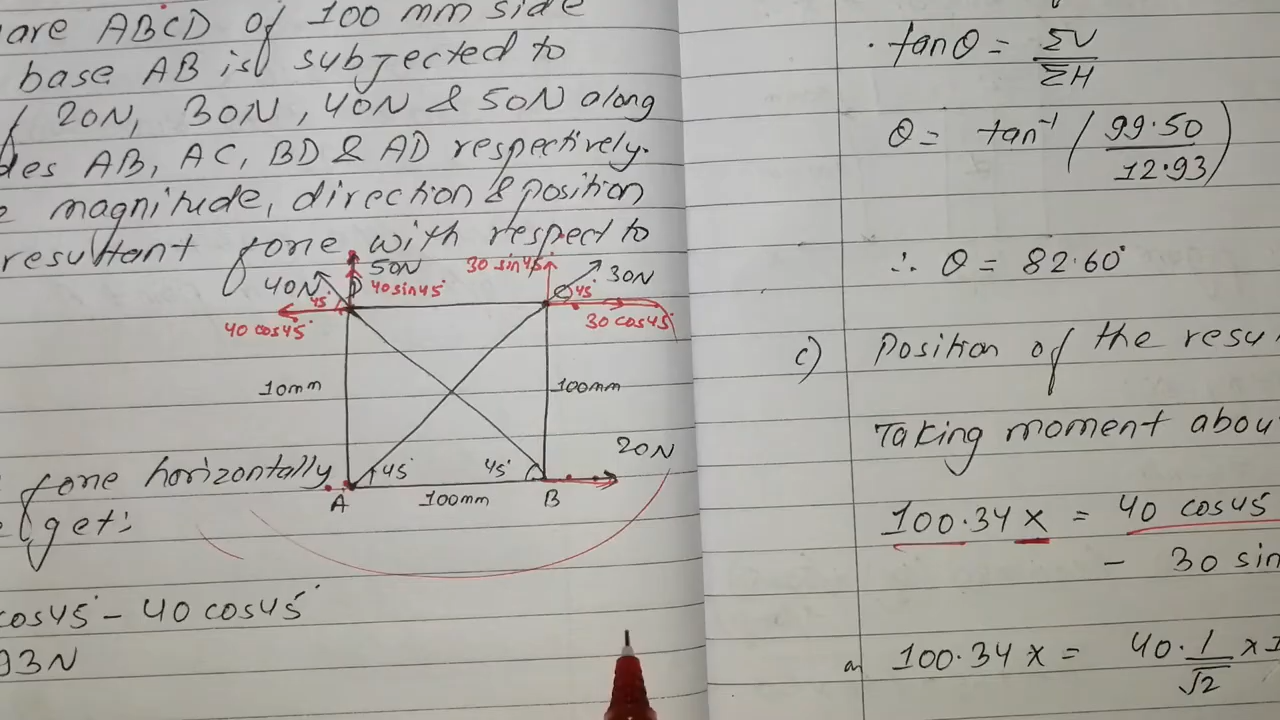 are ABCD of 100 mm side
base AB is subjected to
f 20N, 30N, 40N & 50N along
des AB, AC, BD & AD respectively.
e magnitude, direction & position
resultant force with respect to
50N
30 sin45°
30N
40N
40 sin45°
45°
45°
40 cos45°
30 cos45°
10mm
100mm
20N
45°
45°
A
100mm
B
force horizontally
get:
cos45° - 40 cos45°
93N
tanθ = ΣV / ΣH
θ = tan⁻¹ ( 99.50 / 12.93 )
∴ θ = 82.60°
c) Position of the resu
Taking moment abou
100.34 x = 40 cos45
- 30 sin
100.34 x = 40. 1/√2 x 1